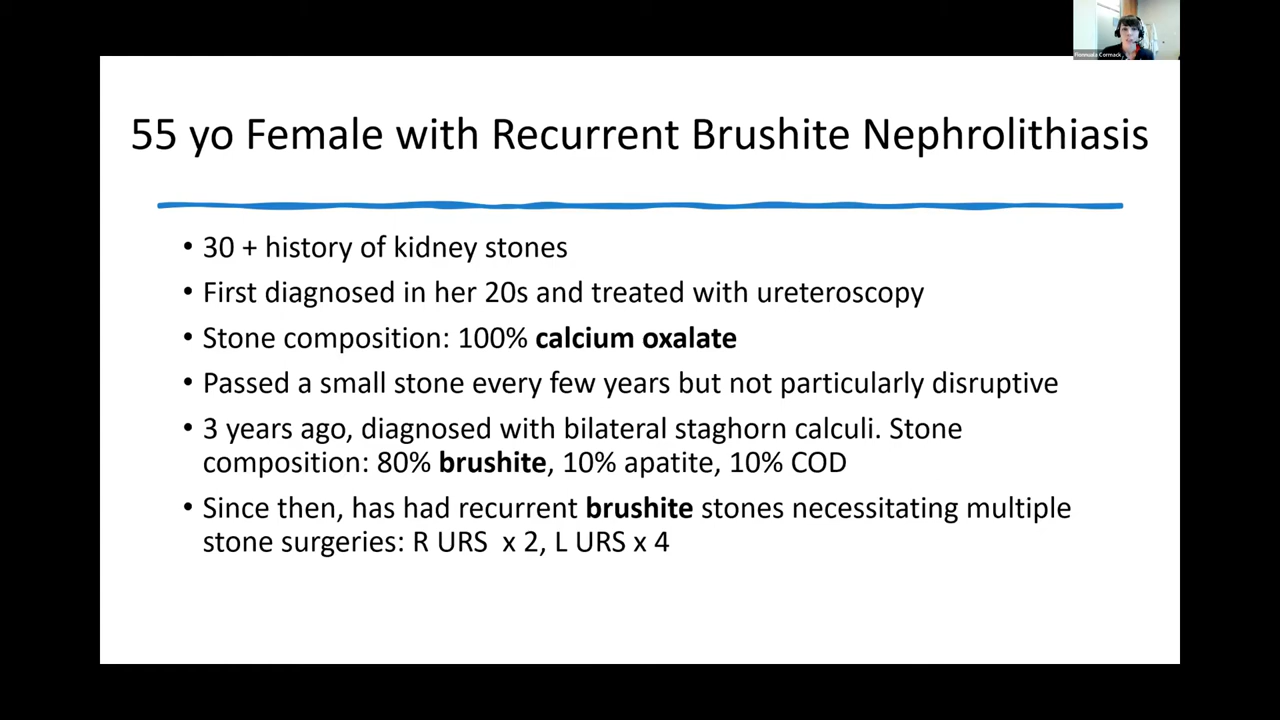 Finnuala Cormack
55 yo Female with Recurrent Brushite Nephrolithiasis
• 30 + history of kidney stones
• First diagnosed in her 20s and treated with ureteroscopy
• Stone composition: 100% calcium oxalate
• Passed a small stone every few years but not particularly disruptive
• 3 years ago, diagnosed with bilateral staghorn calculi. Stone
composition: 80% brushite, 10% apatite, 10% COD
• Since then, has had recurrent brushite stones necessitating multiple
stone surgeries: R URS  x 2, L URS x 4